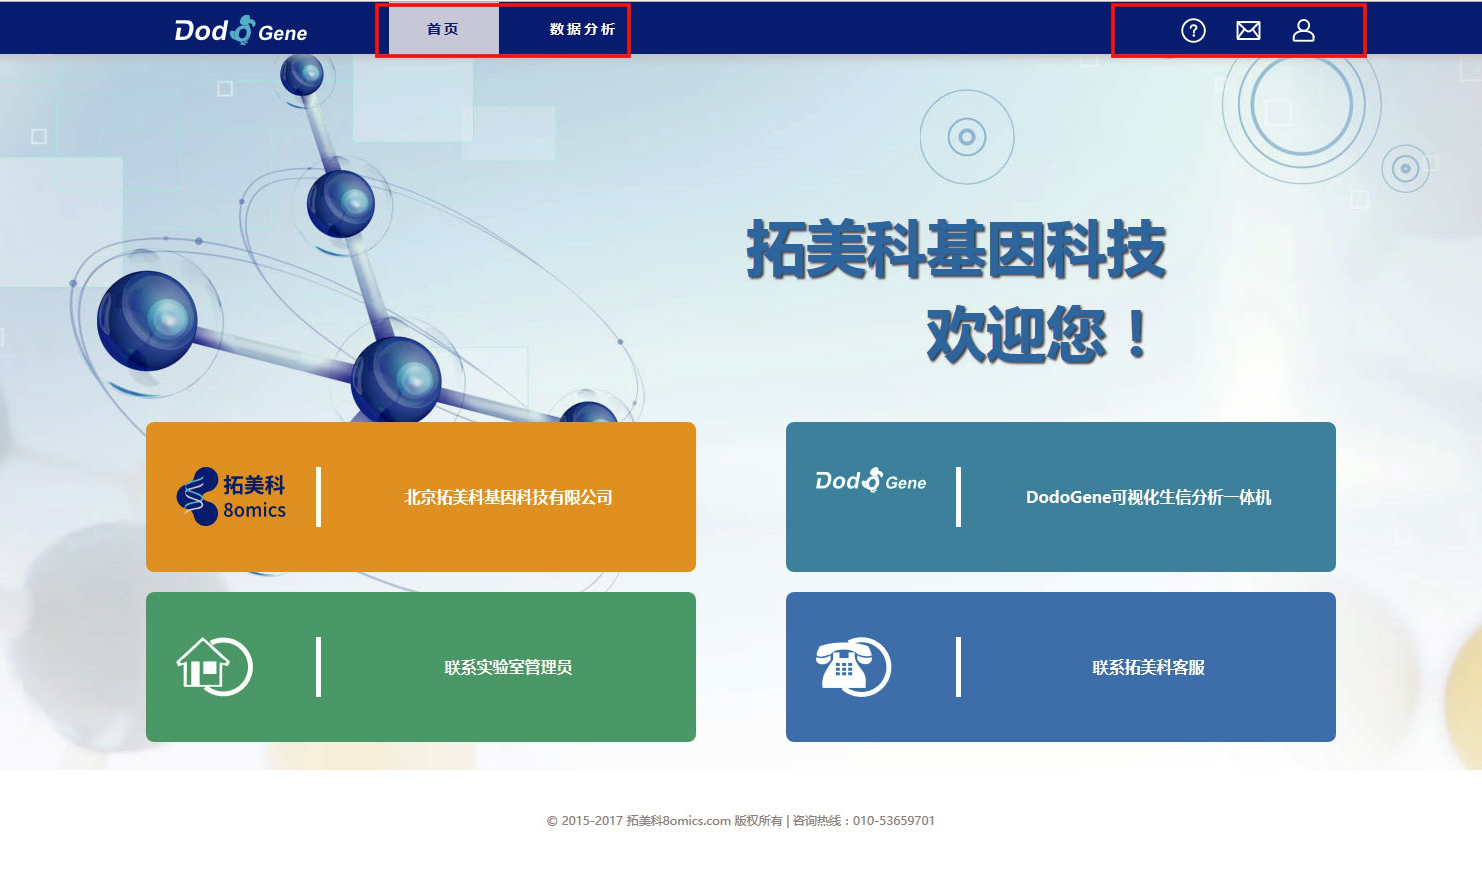 DodoGene 首页 数据分析 ?
拓美科基因科技
欢迎您！
拓美科
8omics
北京拓美科基因科技有限公司
DodoGene
DodoGene可视化生信分析一体机
联系实验室管理员
联系拓美科客服
© 2015-2017 拓美科8omics.com 版权所有 | 咨询热线：010-53659701